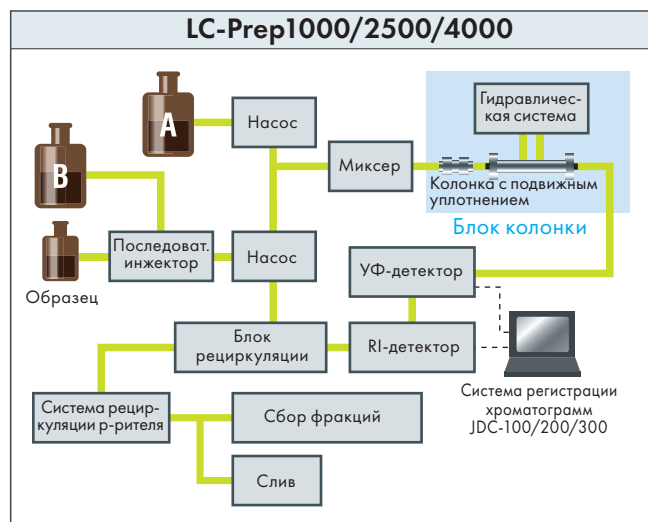 LC-Prep1000/2500/4000
A
Насос
Гидравличес-
кая система
B
Миксер
Колонка с подвижным
уплотнением
Блок колонки
Последоват.
инжектор
Насос
Образец
УФ-детектор
Блок
рециркуляции
RI-детектор
Система регистрации
хроматограмм
JDC-100/200/300
Система рецир-
куляции р-рителя
Сбор фракций
Слив